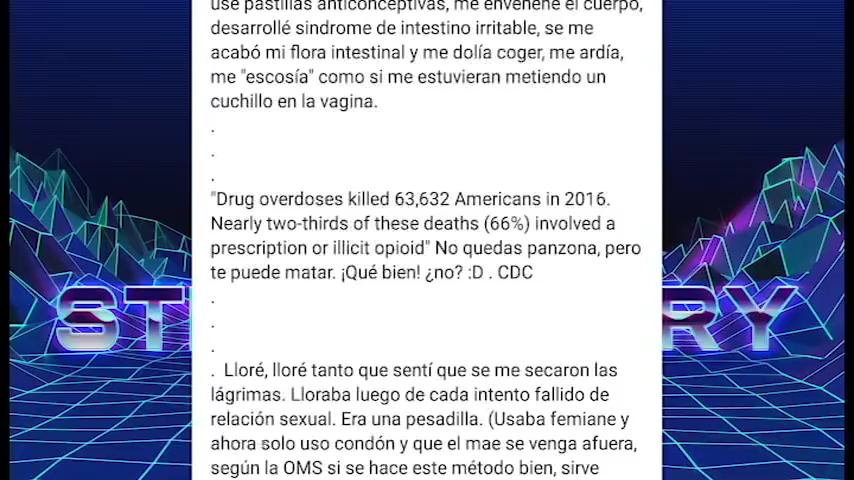 use pastillas anticonceptivas, me envenené el cuerpo,
desarrollé sindrome de intestino irritable, se me
acabó mi flora intestinal y me dolía coger, me ardía,
me "escosía" como si me estuvieran metiendo un
cuchillo en la vagina.
.
.
.
"Drug overdoses killed 63,632 Americans in 2016.
Nearly two-thirds of these deaths (66%) involved a
prescription or illicit opioid" No quedas panzona, pero
te puede matar. ¡Qué bien! ¿no? :D . CDC
.
.
.
. Lloré, lloré tanto que sentí que se me secaron las
lágrimas. Lloraba luego de cada intento fallido de
relación sexual. Era una pesadilla. (Usaba femiane y
ahora solo uso condón y que el mae se venga afuera,
según la OMS si se hace este método bien, sirve
ST
RY